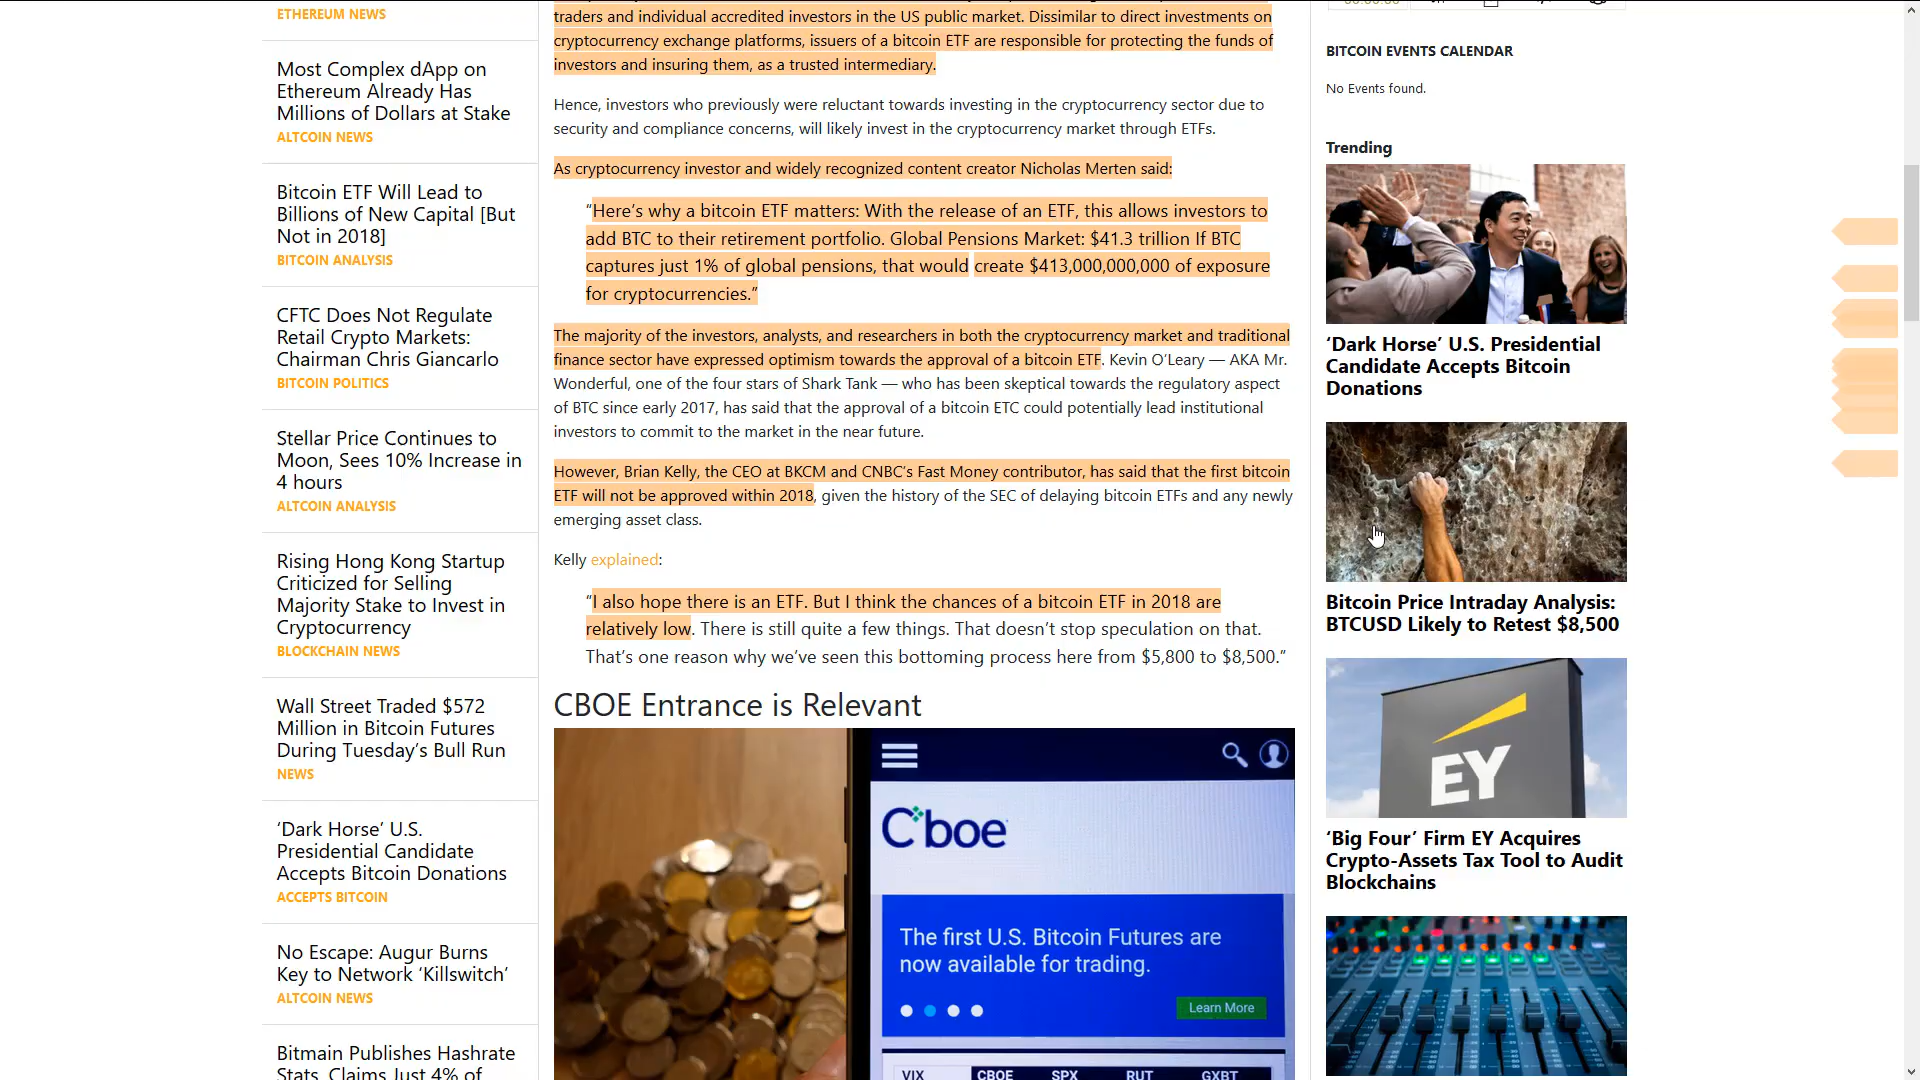 ETHEREUM NEWS
Most Complex dApp on
Ethereum Already Has
Millions of Dollars at Stake
ALTCOIN NEWS
Bitcoin ETF Will Lead to
Billions of New Capital [But
Not in 2018]
BITCOIN ANALYSIS
CFTC Does Not Regulate
Retail Crypto Markets:
Chairman Chris Giancarlo
BITCOIN POLITICS
Stellar Price Continues to
Moon, Sees 10% Increase in
4 hours
ALTCOIN ANALYSIS
Rising Hong Kong Startup
Criticized for Selling
Majority Stake to Invest in
Cryptocurrency
BLOCKCHAIN NEWS
Wall Street Traded $572
Million in Bitcoin Futures
During Tuesday’s Bull Run
NEWS
‘Dark Horse’ U.S.
Presidential Candidate
Accepts Bitcoin Donations
ACCEPTS BITCOIN
No Escape: Augur Burns
Key to Network ‘Killswitch’
ALTCOIN NEWS
Bitmain Publishes Hashrate
Stats, Claims Just 4% of
traders and individual accredited investors in the US public market. Dissimilar to direct investments on
cryptocurrency exchange platforms, issuers of a bitcoin ETF are responsible for protecting the funds of
investors and insuring them, as a trusted intermediary.
Hence, investors who previously were reluctant towards investing in the cryptocurrency sector due to
security and compliance concerns, will likely invest in the cryptocurrency market through ETFs.
As cryptocurrency investor and widely recognized content creator Nicholas Merten said:
“Here’s why a bitcoin ETF matters: With the release of an ETF, this allows investors to
add BTC to their retirement portfolio. Global Pensions Market: $41.3 trillion If BTC
captures just 1% of global pensions, that would create $413,000,000,000 of exposure
for cryptocurrencies.”
The majority of the investors, analysts, and researchers in both the cryptocurrency market and traditional
finance sector have expressed optimism towards the approval of a bitcoin ETF. Kevin O’Leary — AKA Mr.
Wonderful, one of the four stars of Shark Tank — who has been skeptical towards the regulatory aspect
of BTC since early 2017, has said that the approval of a bitcoin ETC could potentially lead institutional
investors to commit to the market in the near future.
However, Brian Kelly, the CEO at BKCM and CNBC’s Fast Money contributor, has said that the first bitcoin
ETF will not be approved within 2018, given the history of the SEC of delaying bitcoin ETFs and any newly
emerging asset class.
Kelly explained:
“I also hope there is an ETF. But I think the chances of a bitcoin ETF in 2018 are
relatively low. There is still quite a few things. That doesn’t stop speculation on that.
That’s one reason why we’ve seen this bottoming process here from $5,800 to $8,500.”
CBOE Entrance is Relevant
Cboe
The first U.S. Bitcoin Futures are
now available for trading.
Learn More
VIX CBOE SPX RUT GXBT
BITCOIN EVENTS CALENDAR
No Events found.
Trending
‘Dark Horse’ U.S. Presidential
Candidate Accepts Bitcoin
Donations
Bitcoin Price Intraday Analysis:
BTCUSD Likely to Retest $8,500
EY
‘Big Four’ Firm EY Acquires
Crypto-Assets Tax Tool to Audit
Blockchains